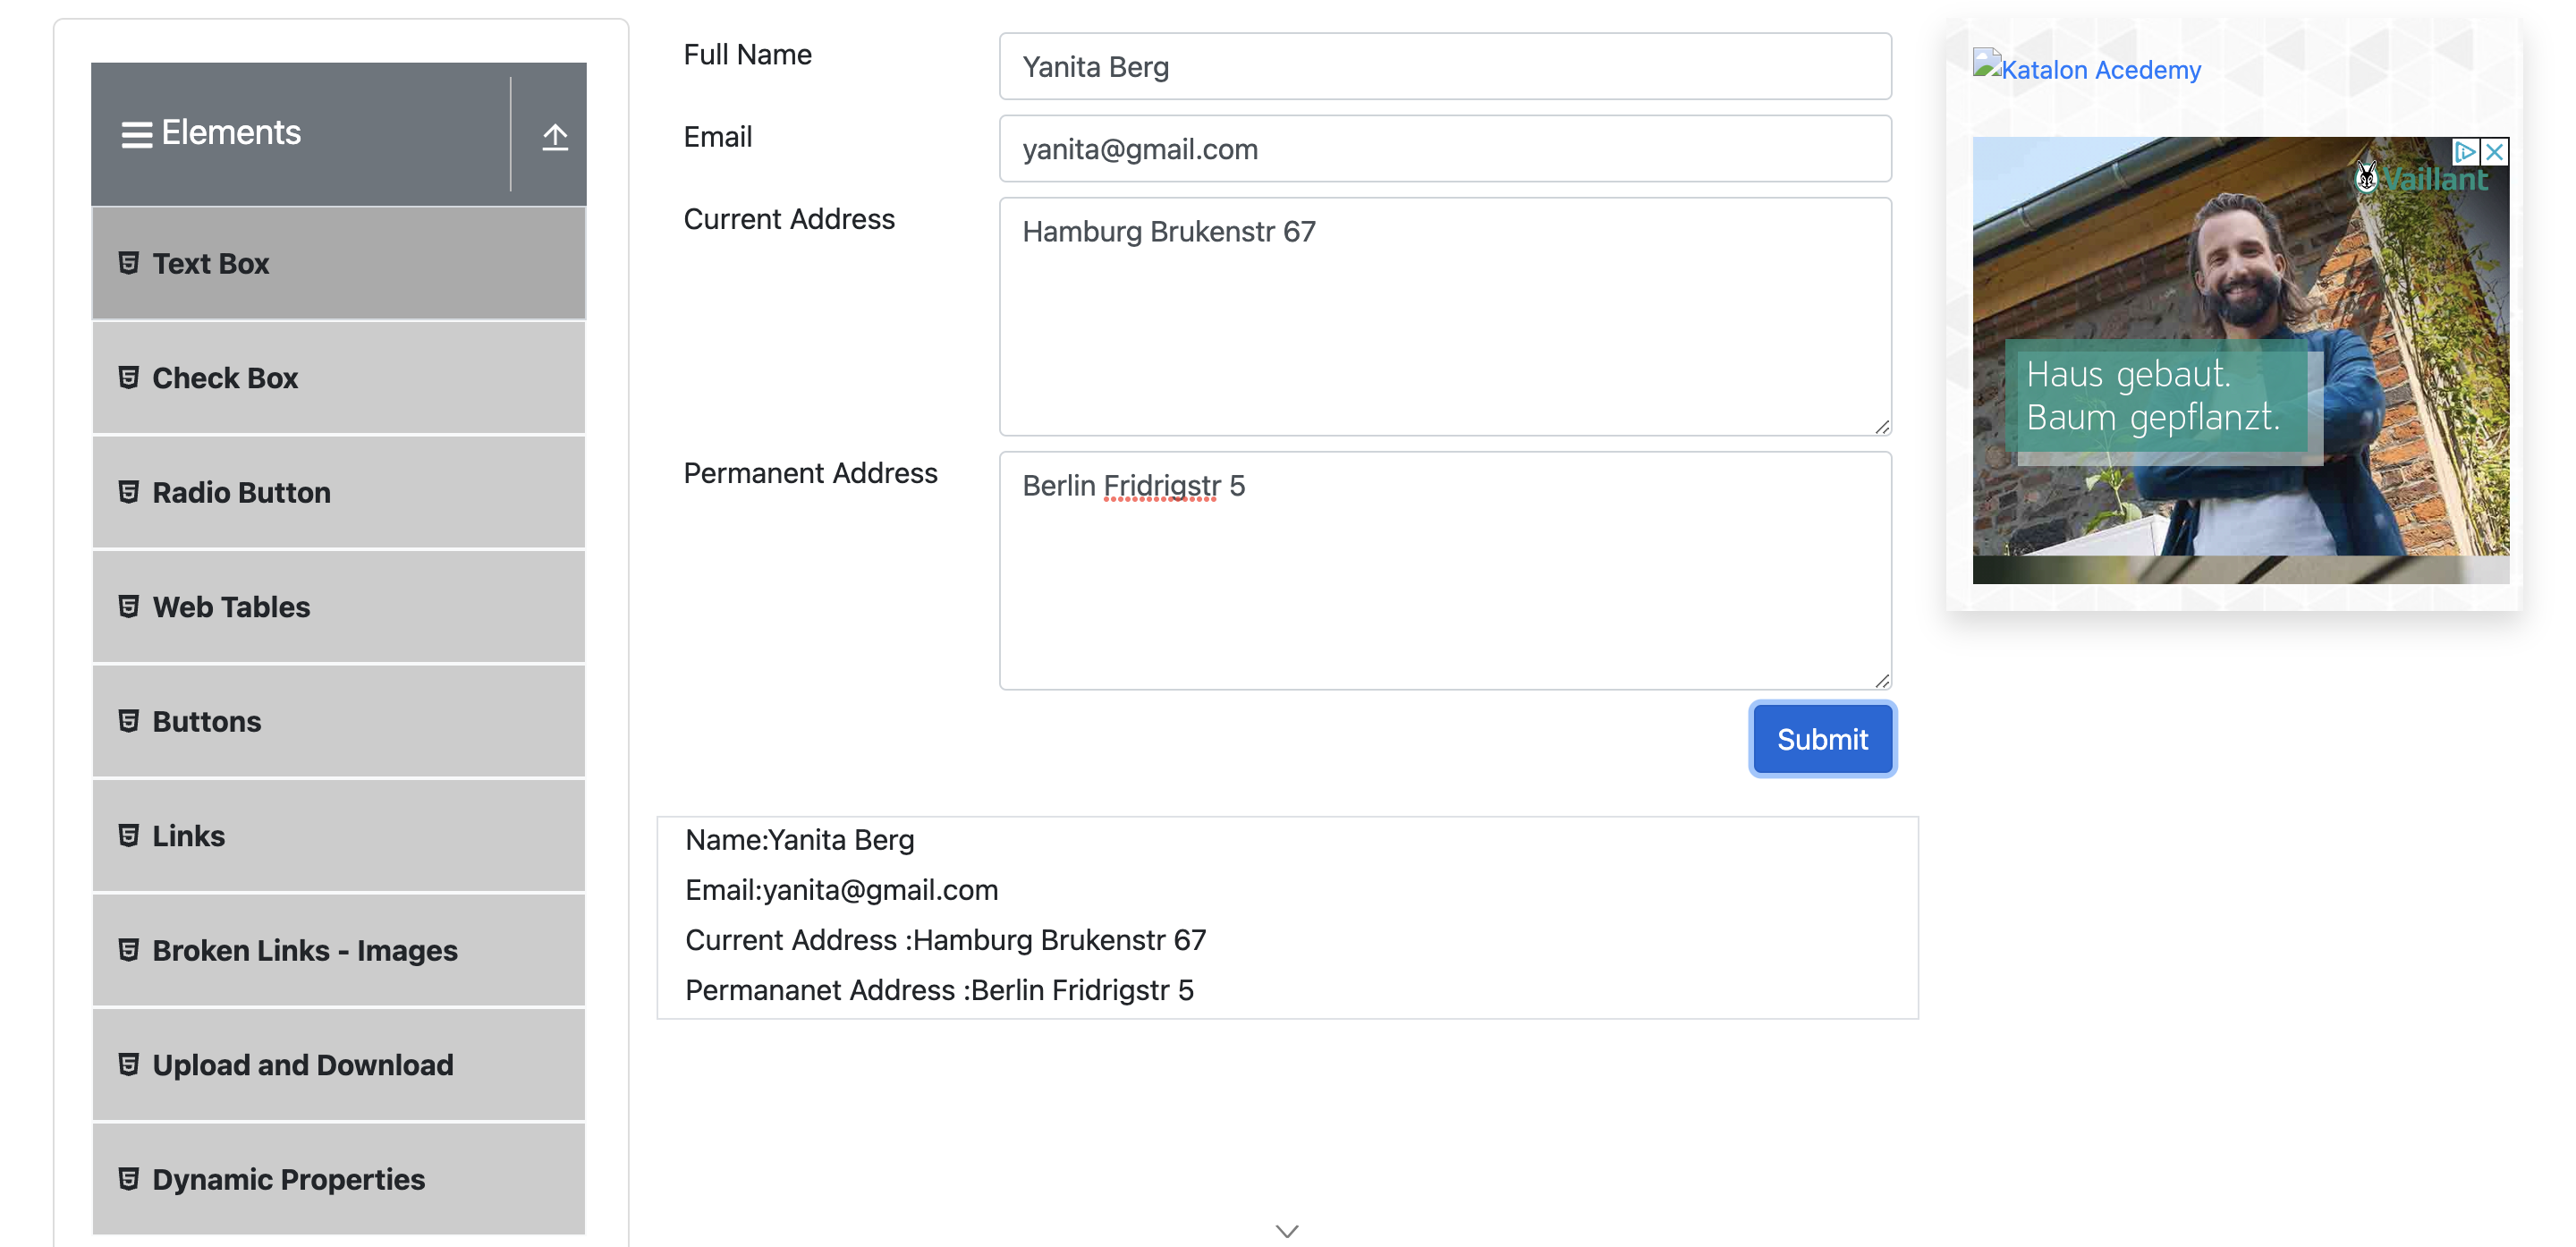 Elements
Text Box
Check Box
Radio Button
Web Tables
Buttons
Links
Broken Links - Images
Upload and Download
Dynamic Properties
Full Name
Yanita Berg
Email
yanita@gmail.com
Current Address
Hamburg Brukenstr 67
Permanent Address
Berlin Fridrigstr 5
Submit
Name:Yanita Berg
Email:yanita@gmail.com
Current Address :Hamburg Brukenstr 67
Permananet Address :Berlin Fridrigstr 5
Katalon Acedemy
Vaillant
Haus gebaut.
Baum gepflanzt.